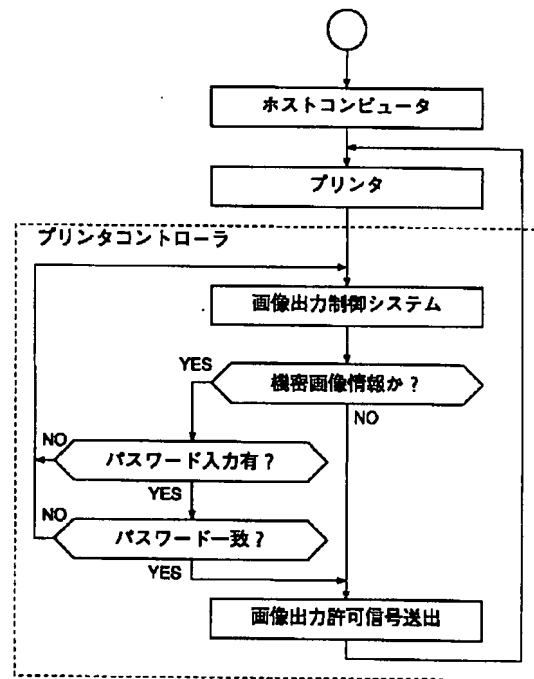 ホストコンピュータ
プリンタ
プリンタコントローラ
画像出力制御システム
YES
機密画像情報か?
NO
NO
パスワード入力有?
YES
NO
パスワード一致?
YES
画像出力許可信号送出